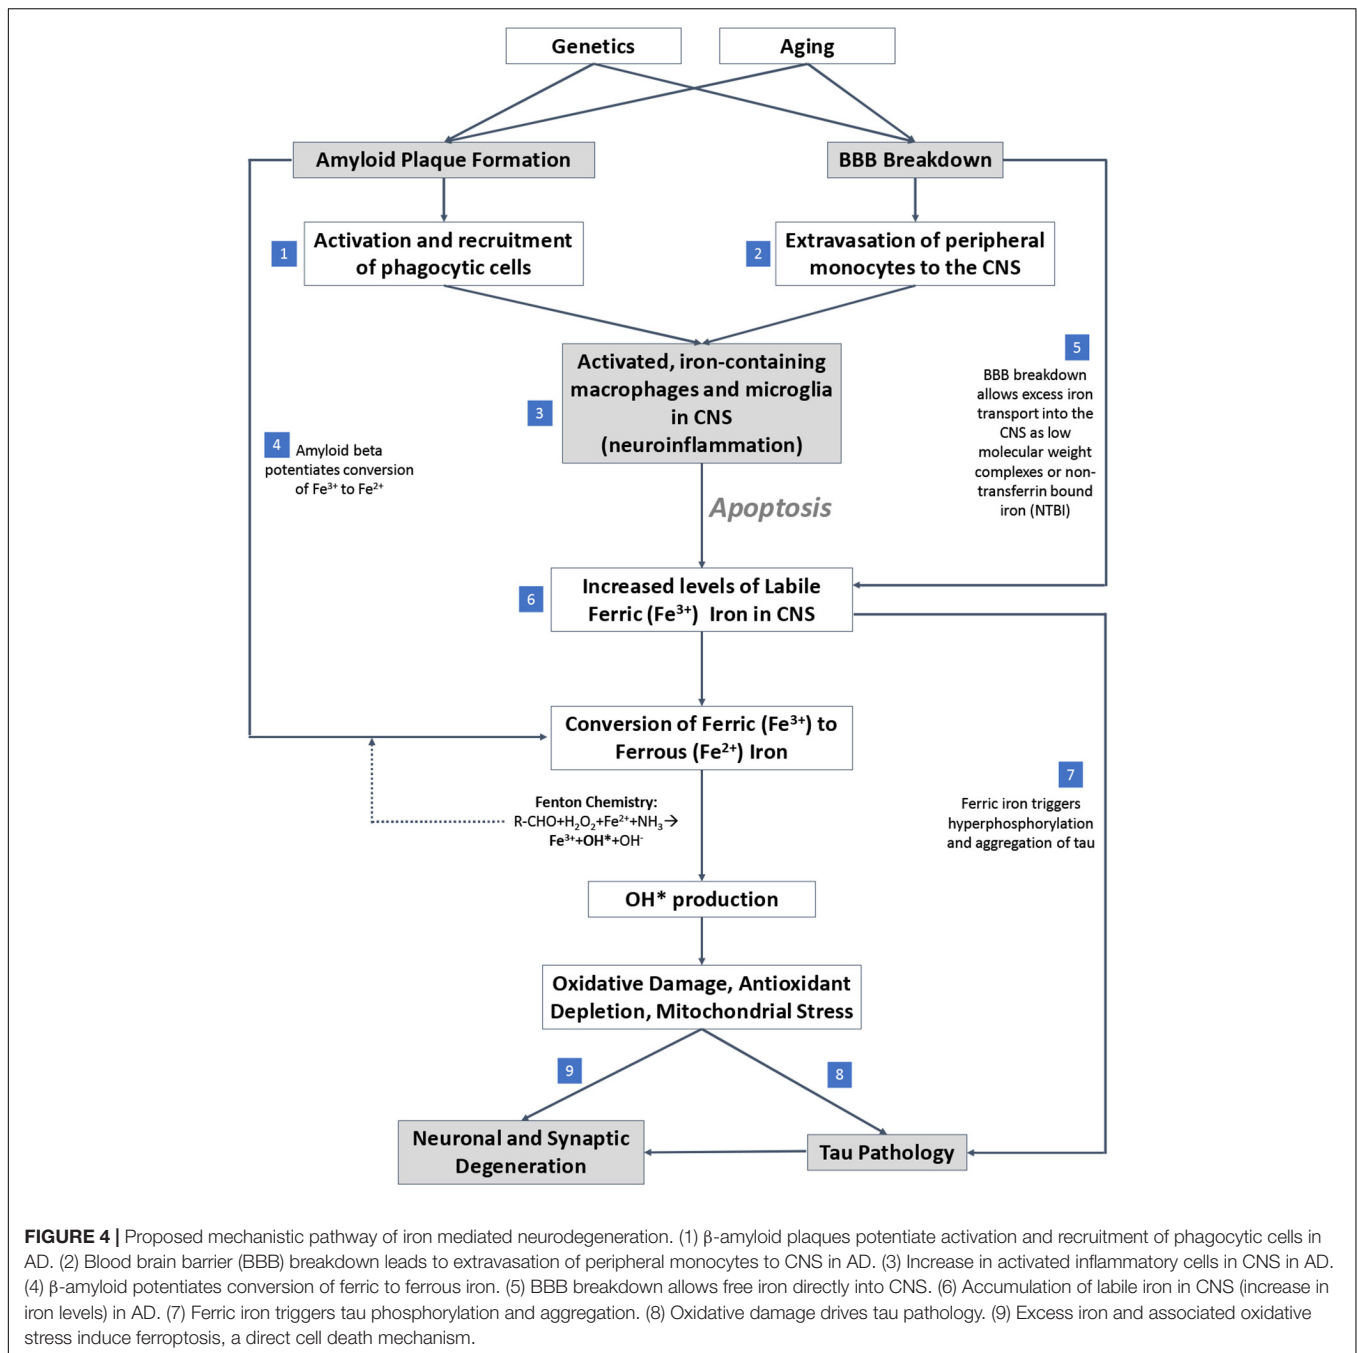 Genetics
Aging
Amyloid Plaque Formation
BBB Breakdown
1
Activation and recruitment
of phagocytic cells
2
Extravasation of peripheral
monocytes to the CNS
3
Activated, iron-containing
macrophages and microglia
in CNS
(neuroinflammation)
5
BBB breakdown
allows excess iron
transport into the
CNS as low
molecular weight
complexes or non-
transferrin bound
iron (NTBI)
4
Amyloid beta
potentiates conversion
of Fe³⁺ to Fe²⁺
Apoptosis
6
Increased levels of Labile
Ferric (Fe³⁺) Iron in CNS
Conversion of Ferric (Fe³⁺) to
Ferrous (Fe²⁺) Iron
7
Ferric iron triggers
hyperphosphorylation
and aggregation of tau
Fenton Chemistry:
R-CHO+H₂O₂+Fe²⁺+NH₃→
Fe³⁺+OH*+OH⁻
OH* production
Oxidative Damage, Antioxidant
Depletion, Mitochondrial Stress
9
8
Neuronal and Synaptic
Degeneration
Tau Pathology
FIGURE 4 | Proposed mechanistic pathway of iron mediated neurodegeneration. (1) β-amyloid plaques potentiate activation and recruitment of phagocytic cells in
AD. (2) Blood brain barrier (BBB) breakdown leads to extravasation of peripheral monocytes to CNS in AD. (3) Increase in activated inflammatory cells in CNS in AD.
(4) β-amyloid potentiates conversion of ferric to ferrous iron. (5) BBB breakdown allows free iron directly into CNS. (6) Accumulation of labile iron in CNS (increase in
iron levels) in AD. (7) Ferric iron triggers tau phosphorylation and aggregation. (8) Oxidative damage drives tau pathology. (9) Excess iron and associated oxidative
stress induce ferroptosis, a direct cell death mechanism.